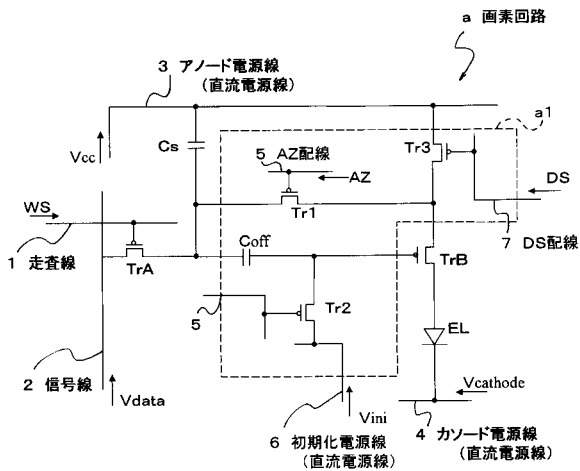 a 画素回路
3 アノード電源線
(直流電源線)
a1
Vcc
Cs
5 AZ配線
AZ
Tr3
DS
WS
Tr1
7 DS配線
1 走査線
TrA
Coff
TrB
5
Tr2
EL
2 信号線
Vdata
Vini
Vcathode
6 初期化電源線
(直流電源線)
4 カソード電源線
(直流電源線)